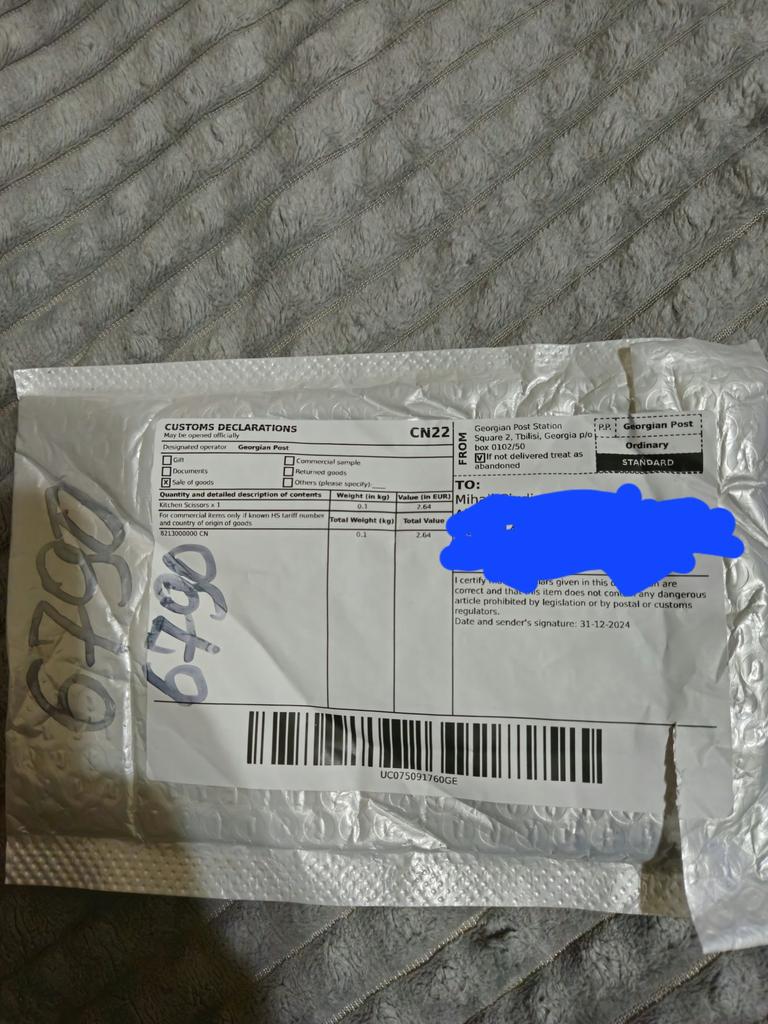 CUSTOMS DECLARATIONS
May be opened officially
CN22
Designated operator Georgian Post
Gift
Commercial sample
Documents
Returned goods
Sale of goods
Others (please specify):____
Quantity and detailed description of contents
Weight (in kg)
Value (in EUR)
Kitchen Scissors x 1
0.1
2.64
For commercial items only if known HS tariff number
and country of origin of goods
Total Weight (kg)
Total Value
8213000000 CN
0.1
2.64
FROM
Georgian Post Station
Square 2, Tbilisi, Georgia p/o
box 0102/50
If not delivered treat as
abandoned
P.P. Georgian Post
Ordinary
STANDARD
TO:
I certify given in this are
correct and that this item does not any dangerous
article prohibited by legislation or by postal or customs
regulators.
Date and sender's signature: 31-12-2024
6790
6790
UC075091760GE